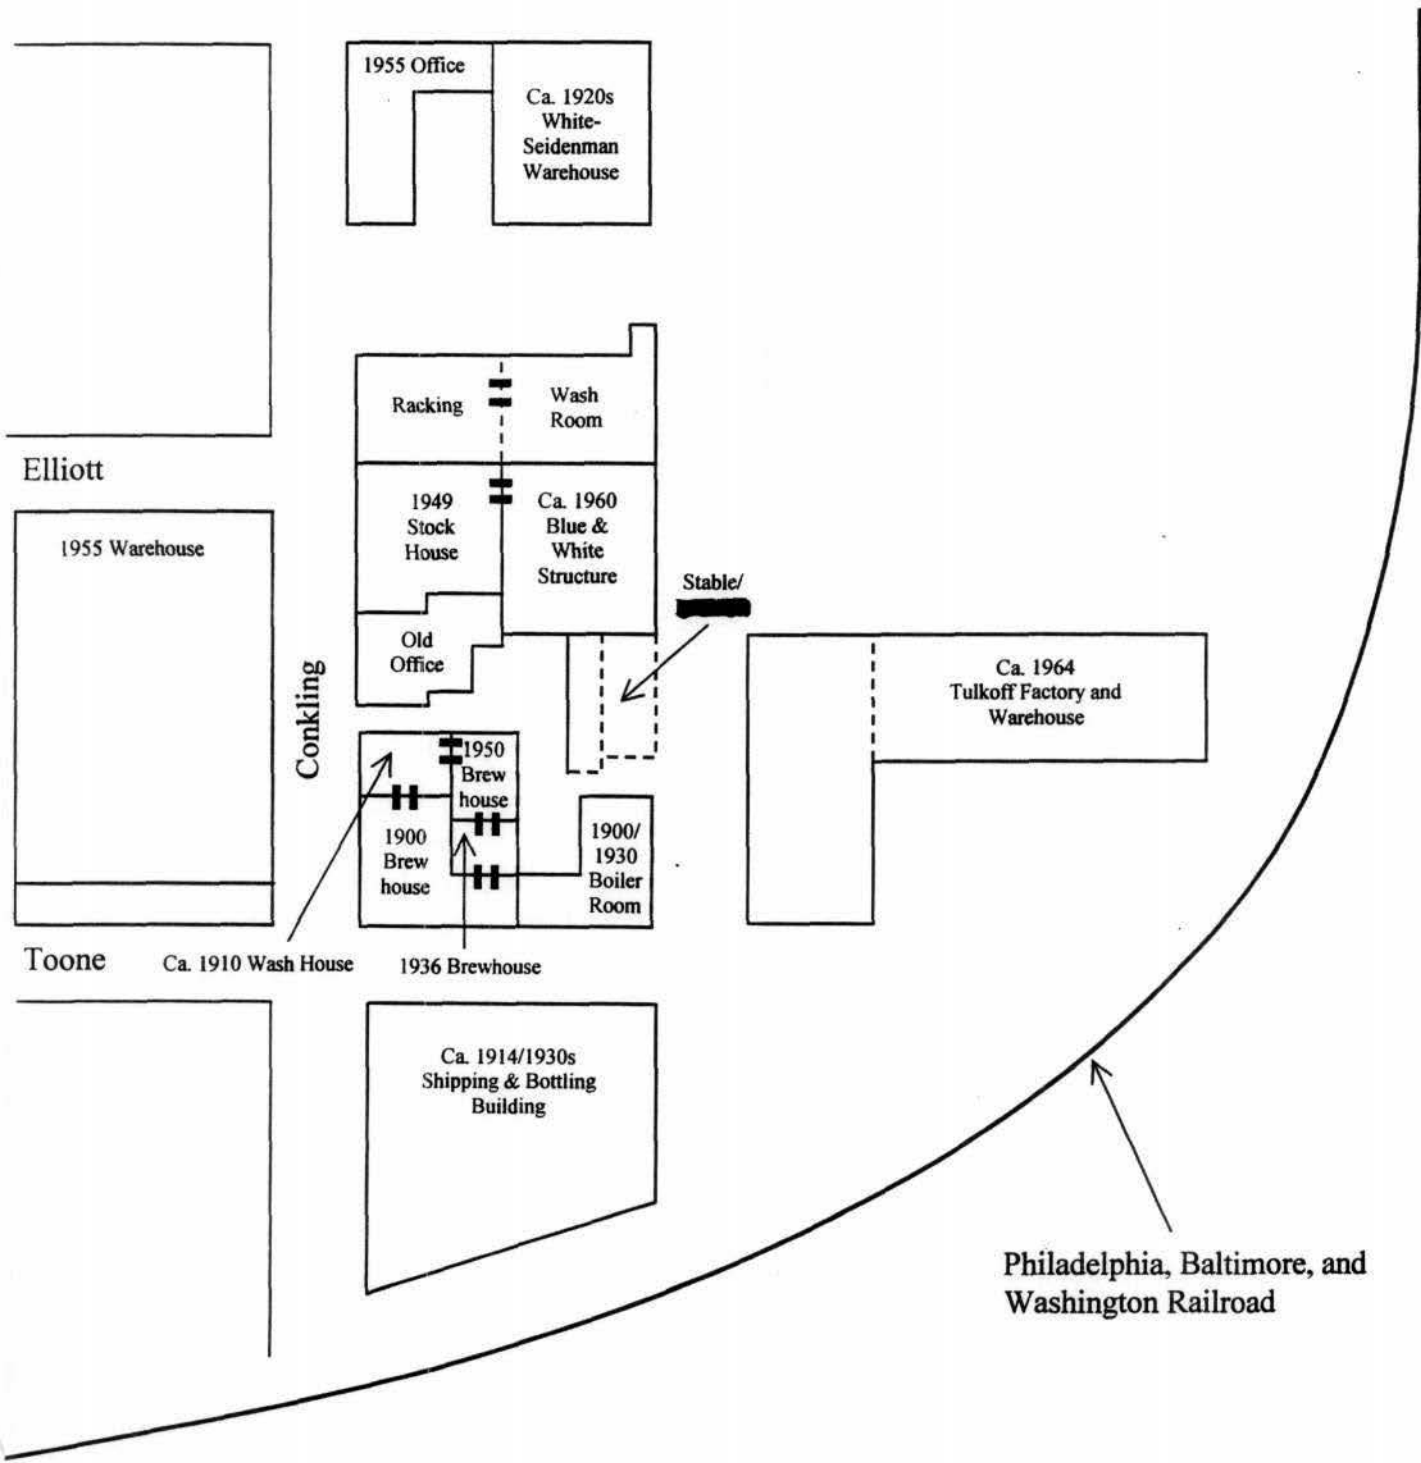 1955 Office
Ca. 1920s
White-
Seidenman
Warehouse
Racking
Wash
Room
Elliott
1949
Stock
House
Ca. 1960
Blue &
White
Structure
1955 Warehouse
Stable/
Old
Office
Ca. 1964
Tulkoff Factory and
Warehouse
Conkling
1950
Brew
house
1900
Brew
house
1900/
1930
Boiler
Room
Toone
Ca. 1910 Wash House
1936 Brewhouse
Ca. 1914/1930s
Shipping & Bottling
Building
Philadelphia, Baltimore, and
Washington Railroad